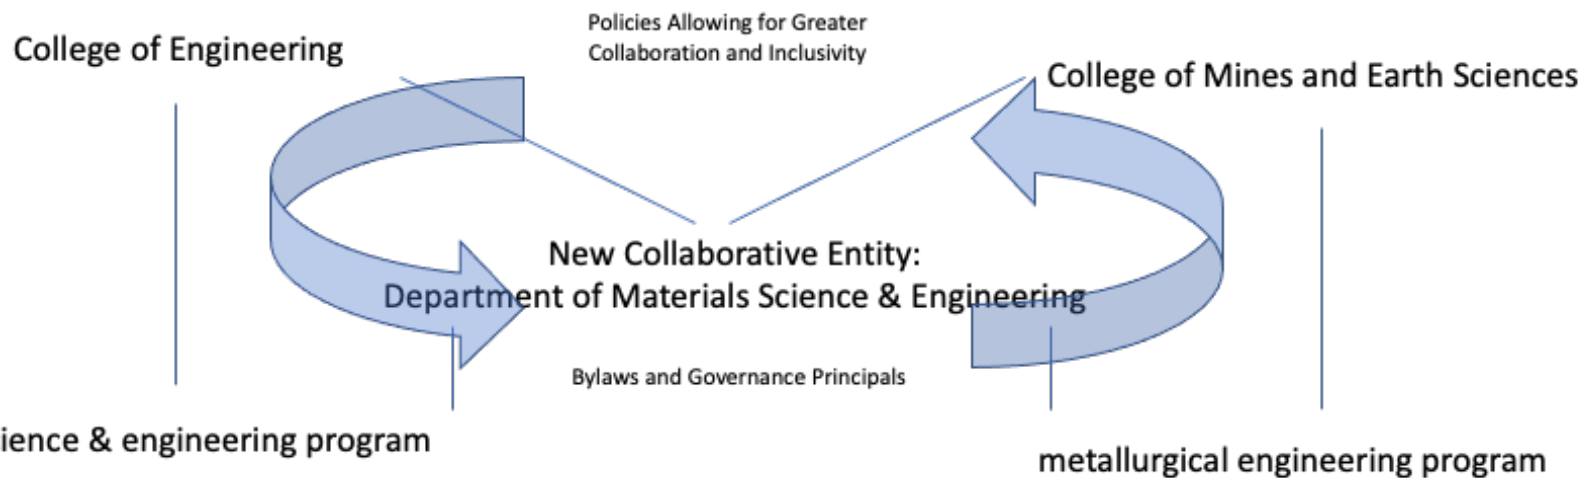 Policies Allowing for Greater
Collaboration and Inclusivity
College of Engineering
College of Mines and Earth Sciences
New Collaborative Entity:
Department of Materials Science & Engineering
Bylaws and Governance Principals
& engineering program
metallurgical engineering program